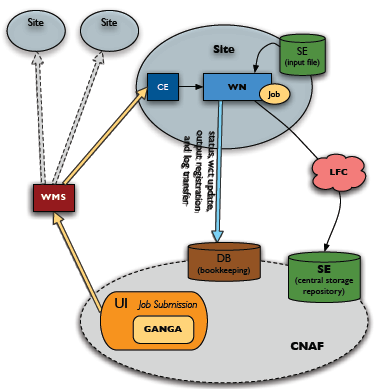 Site
Site
Site
SE
(input file)
CE
WN
Job
status, wct update,
output registration,
and log transfer
LFC
WMS
DB
(bookkeeping)
SE
(central storage
repository)
UI Job Submission
GANGA
CNAF